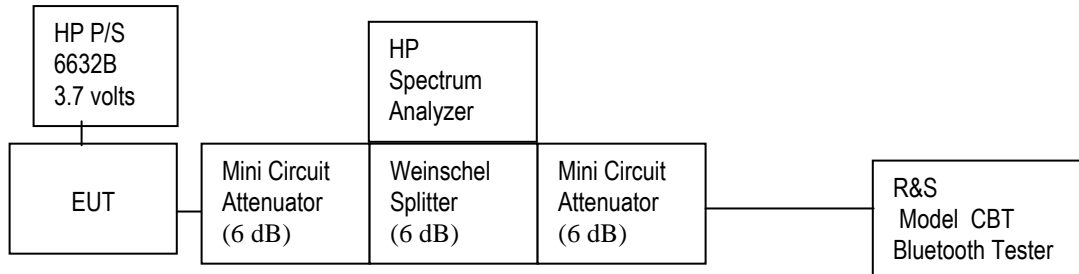 HP P/S
6632B
3.7 volts
HP
Spectrum
Analyzer
EUT
Mini Circuit
Attenuator
(6 dB)
Weinschel
Splitter
(6 dB)
Mini Circuit
Attenuator
(6 dB)
R&S
Model CBT
Bluetooth Tester